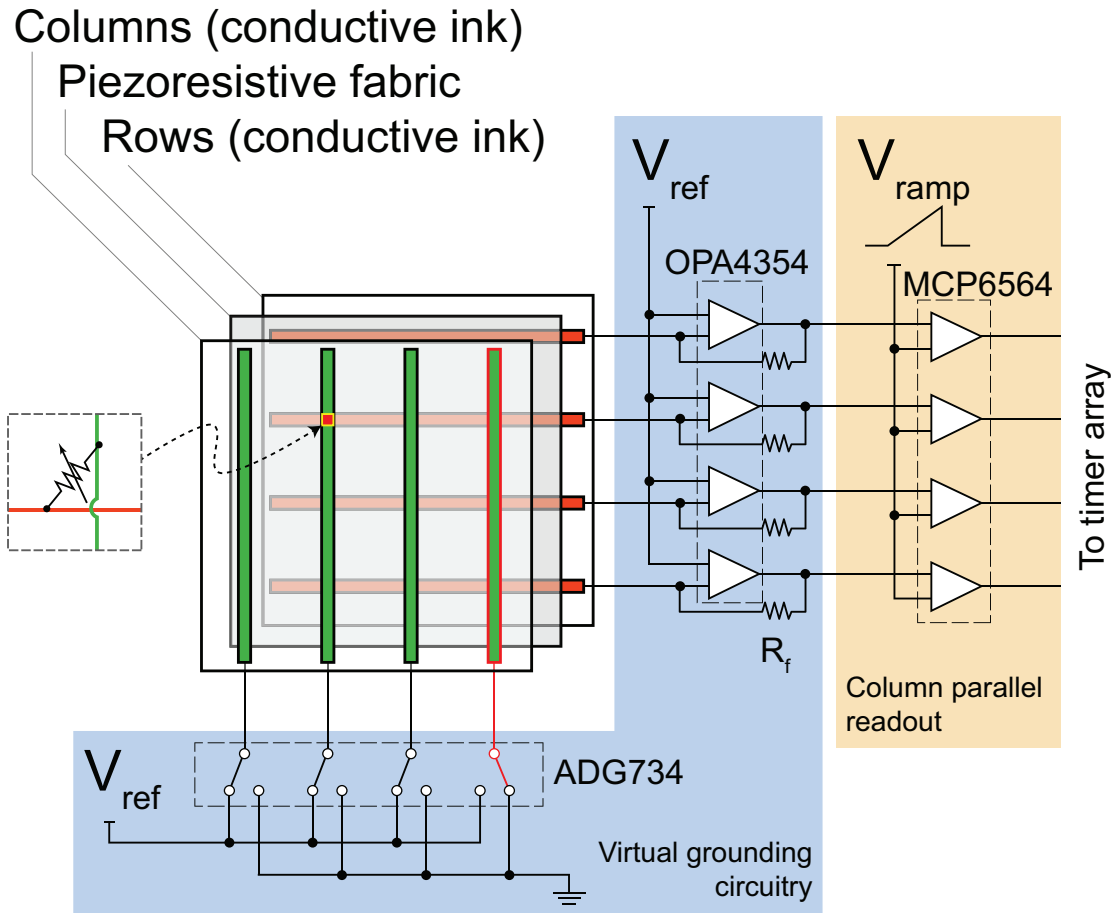 Columns (conductive ink)
Piezoresistive fabric
Rows (conductive ink)
Vref
Vramp
OPA4354
MCP6564
To timer array
Rf
Column parallel
readout
Vref
ADG734
Virtual grounding
circuitry